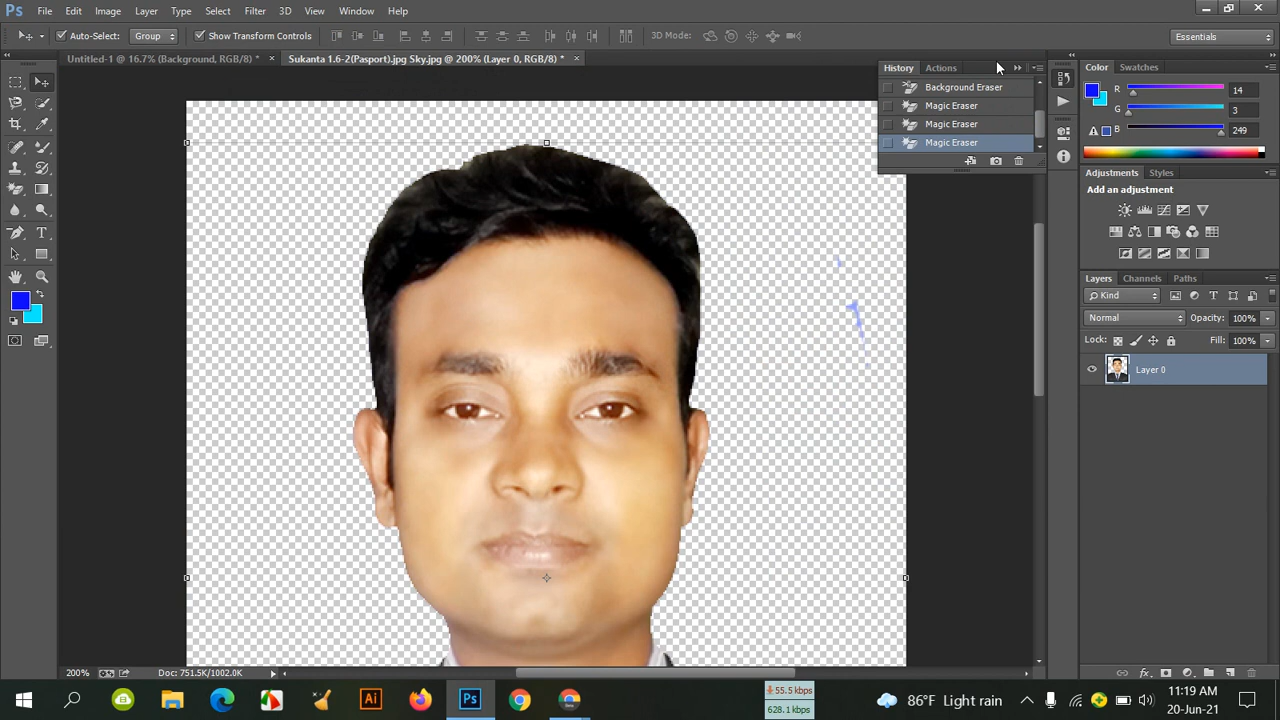 Ps File Edit Image Layer Type Select Filter 3D View Window Help
Auto-Select: Group Show Transform Controls 3D Mode: Essentials
Untitled-1 @ 16.7% (Background, RGB/8) * × Sukanta 1.6-2(Pasport).jpg Sky.jpg @ 200% (Layer 0, RGB/8) * ×
History Actions
Background Eraser
Magic Eraser
Magic Eraser
Magic Eraser
Color Swatches
R 14
G 3
B 249
Adjustments Styles
Add an adjustment
Layers Channels Paths
Kind
Normal Opacity: 100%
Lock: Fill: 100%
Layer 0
200% Doc: 751.5K/1002.0K
55.5 kbps
628.1 kbps
Ai Ps 86°F Light rain
1:19 AM
20-Jun-21